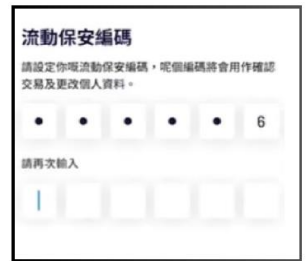 流動保安編碼
請設定你嘅流動保安編碼，呢個編碼將會用作確認
交易及更改個人資料。
• • • • • 6
請再次輸入